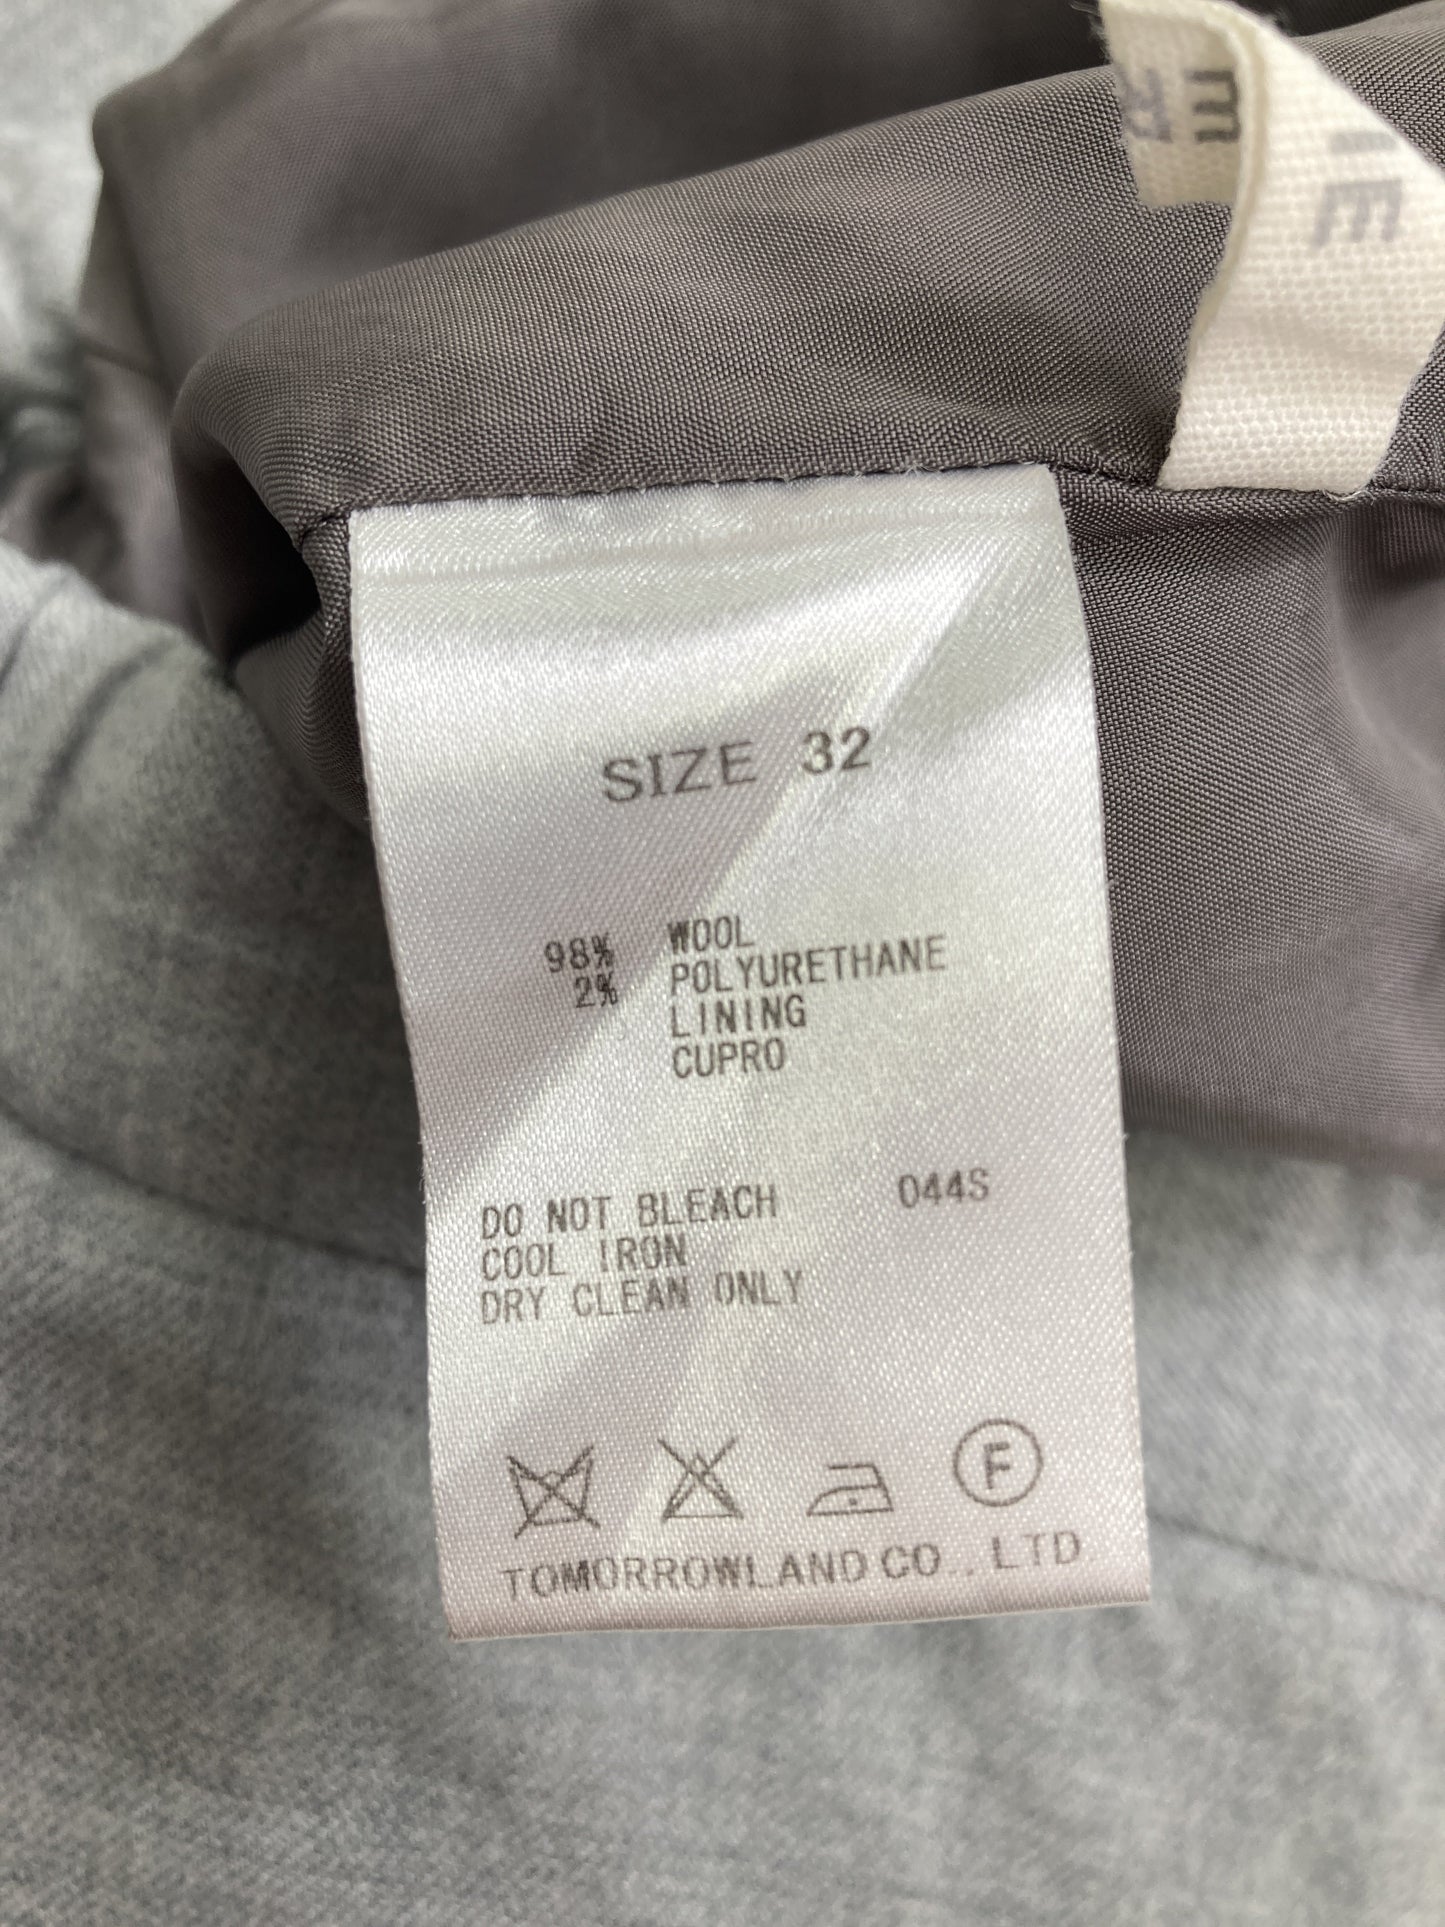 SIZE 32
98% WOOL
2% POLYURETHANE
LINING
CUPRO
DO NOT BLEACH 044S
COOL IRON
DRY CLEAN ONLY
F
TOMORROWLAND CO., LTD.